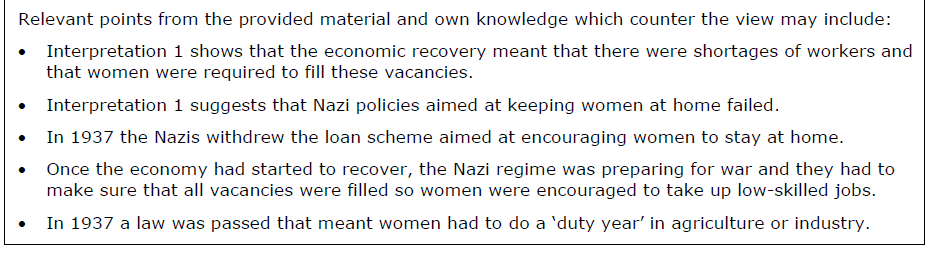 Relevant points from the provided material and own knowledge which counter the view may include:
• Interpretation 1 shows that the economic recovery meant that there were shortages of workers and
that women were required to fill these vacancies.
• Interpretation 1 suggests that Nazi policies aimed at keeping women at home failed.
• In 1937 the Nazis withdrew the loan scheme aimed at encouraging women to stay at home.
• Once the economy had started to recover, the Nazi regime was preparing for war and they had to
make sure that all vacancies were filled so women were encouraged to take up low-skilled jobs.
• In 1937 a law was passed that meant women had to do a ‘duty year’ in agriculture or industry.